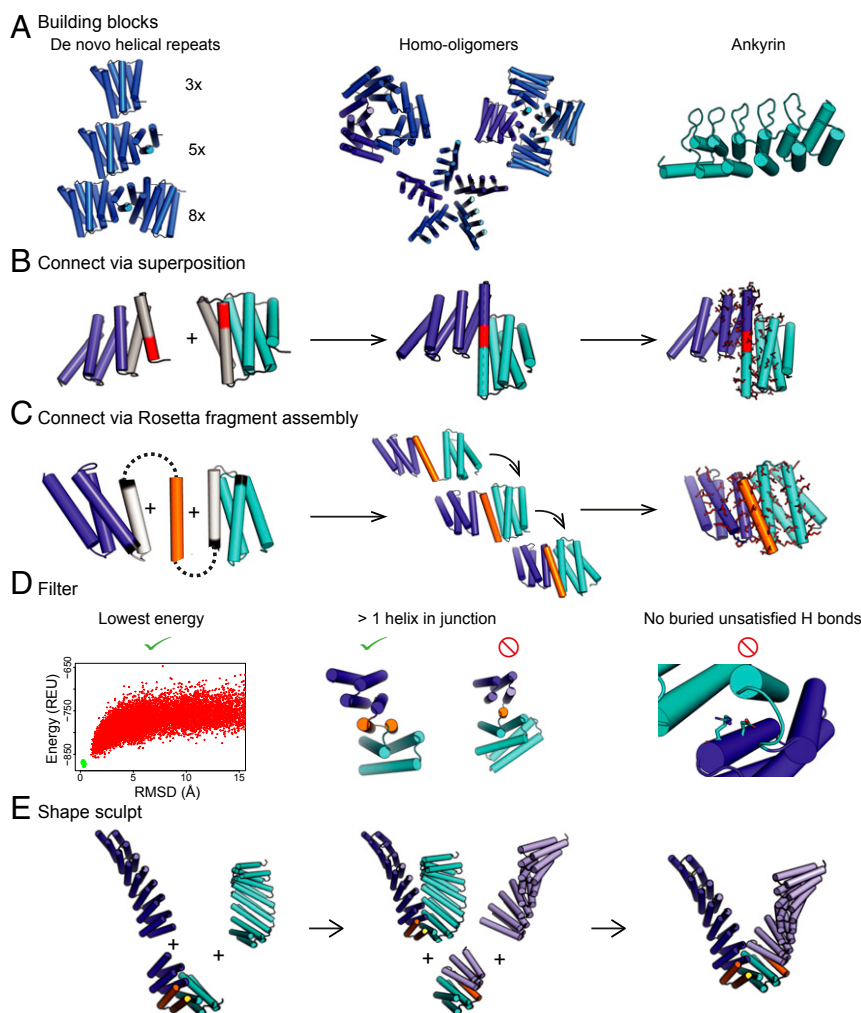 A Building blocks
De novo helical repeats
Homo-oligomers
Ankyrin
3x
5x
8x
B Connect via superposition
+
C Connect via Rosetta fragment assembly
+ +
D Filter
Lowest energy
> 1 helix in junction
No buried unsatisfied H bonds
Energy (REU)
−650
−750
−850
0 5 10 15
RMSD (Å)
E Shape sculpt
+ +
+ +